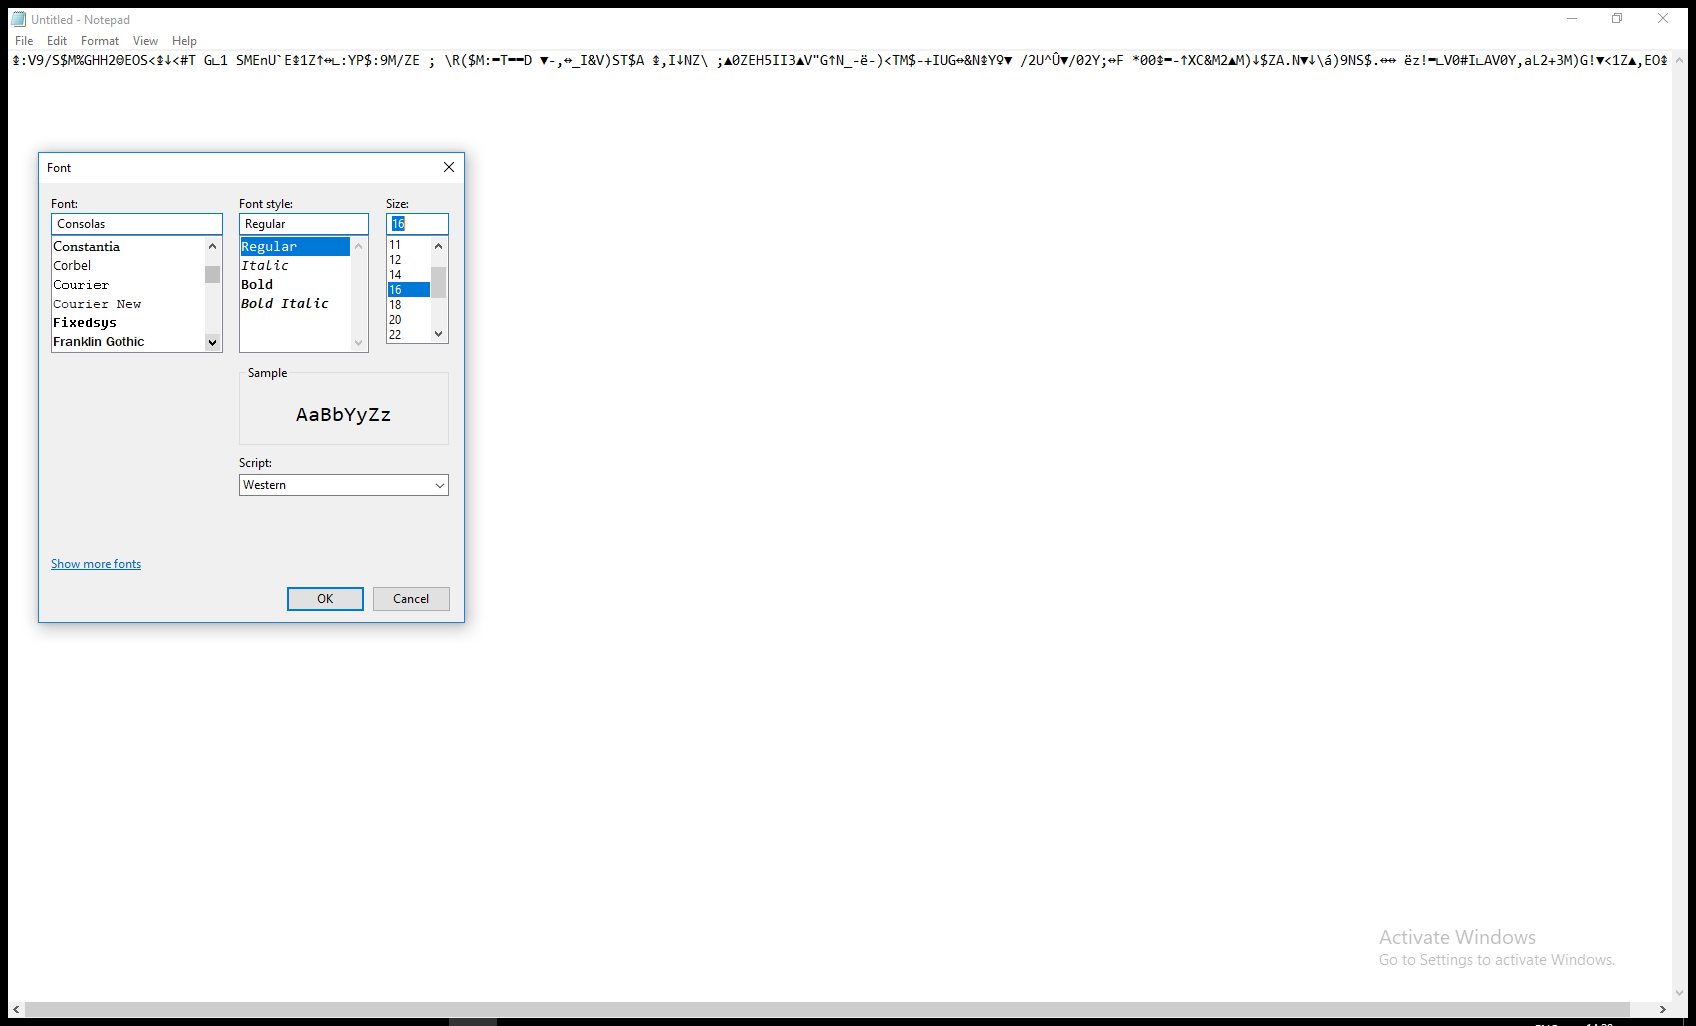 Untitled - Notepad
File Edit Format View Help
⇕:V9/S$M%GHH20EOS<⇕↓<#T G∟1 SMEnU`E⇕1Z↑↔∟:YP$:9M/ZE ; \R($M:━T━━D ▼-,↔_I&V)ST$A ⇕,I↓NZ\ ;▲0ZEH5II3▲V"G↑N_-ë-)<TM$-+IUG↔&N⇕Y♀▼ /2U^Û▼/02Y;↔F *00⇕━-↑XC&M2▲M)↓$ZA.N▼↓\á)9NS$.↔↔ ëz!━∟V0#I∟AV0Y,aL2+3M)G!▼<1Z▲,EO⇕
Font
Font: Font style: Size:
Consolas Regular 16
Constantia Regular 11
Corbel Italic 12
Courier Bold 14
Courier New Bold Italic 16
Fixedsys 18
Franklin Gothic 20
22
Sample
AaBbYyZz
Script:
Western
Show more fonts
OK Cancel
Activate Windows
Go to Settings to activate Windows.